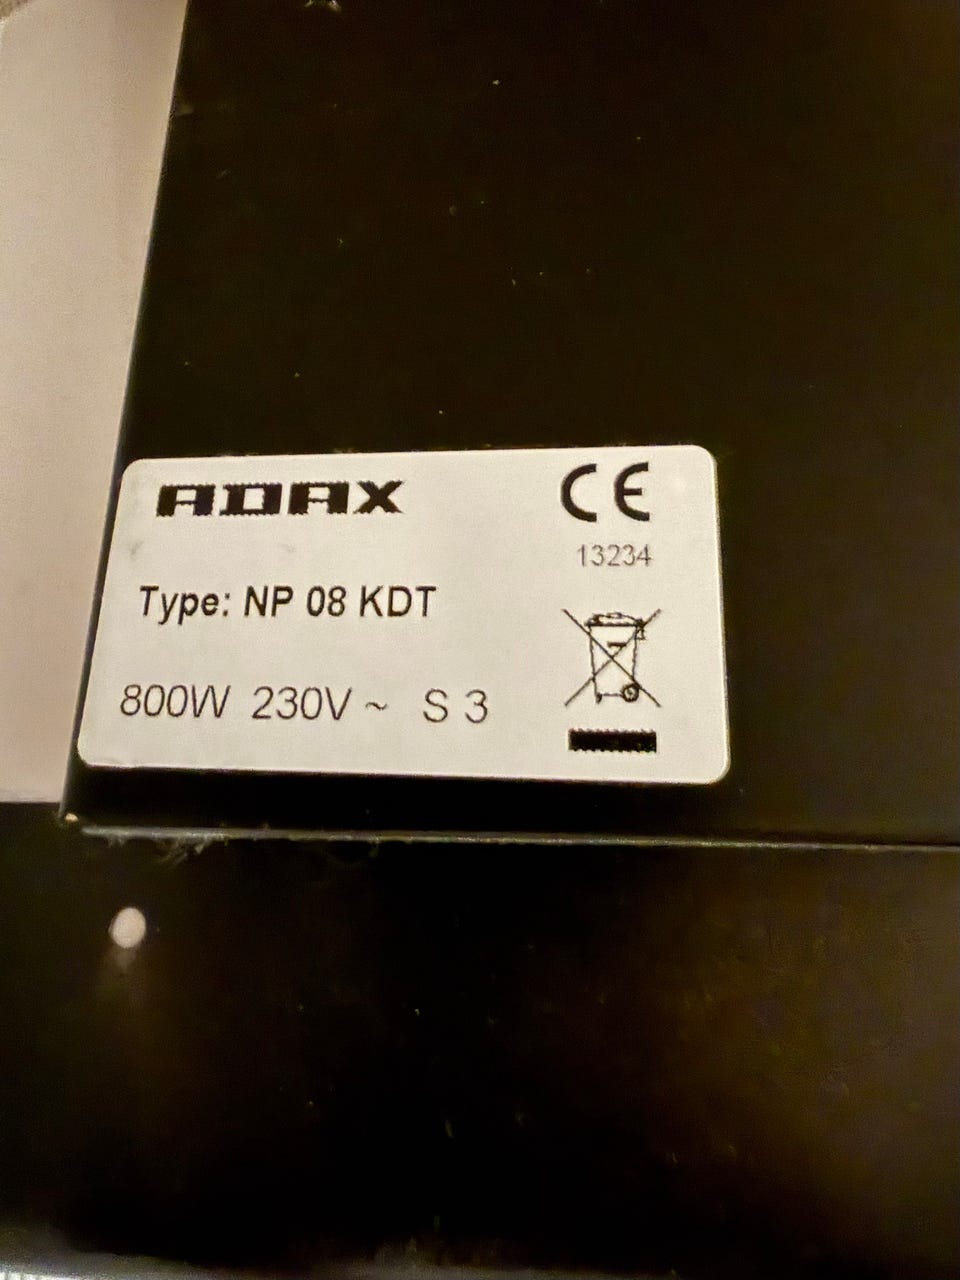 ADAX
CE
13234
Type: NP 08 KDT
800W 230V ~ S 3